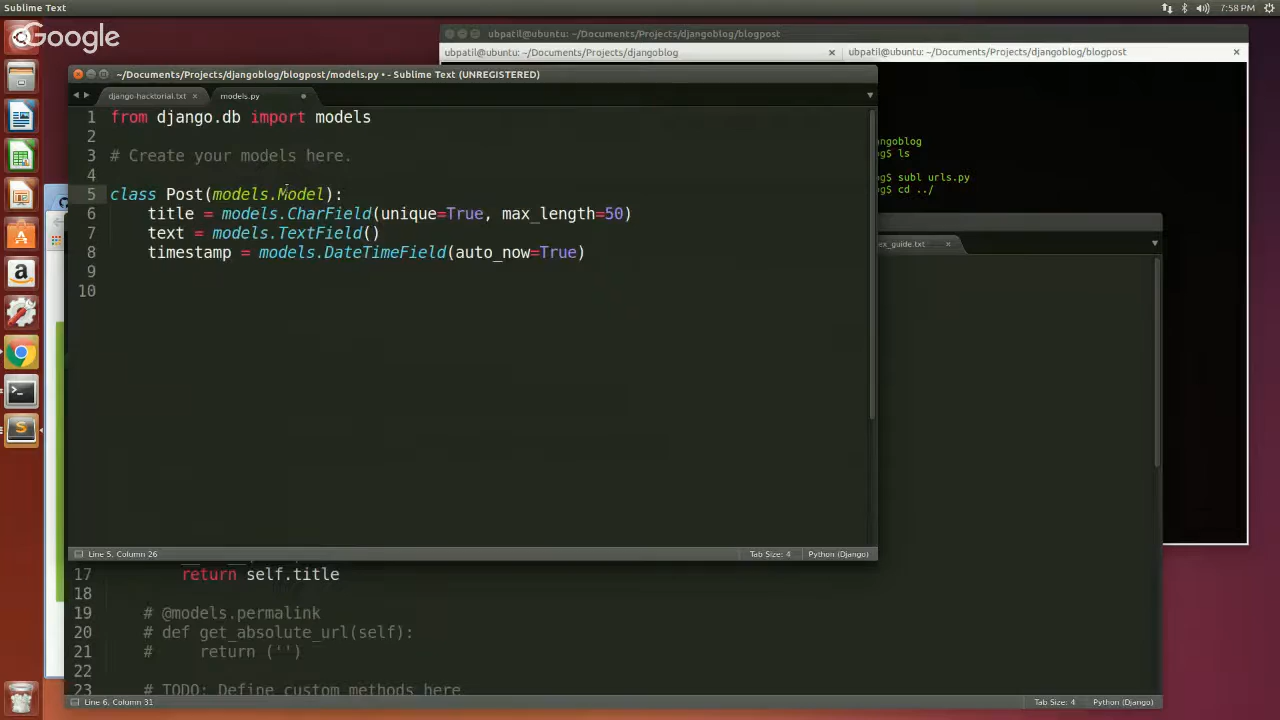 Sublime Text
7:58 PM
Google
ubpatil@ubuntu: ~/Documents/Projects/djangoblog/blogpost
ubpatil@ubuntu: ~/Documents/Projects/djangoblog
ubpatil@ubuntu: ~/Documents/Projects/djangoblog/blogpost
~/Documents/Projects/djangoblog/blogpost/models.py • - Sublime Text (UNREGISTERED)
django-hacktorial.txt
models.py
1 from django.db import models
2
3 # Create your models here.
4
5 class Post(models.Model):
6 title = models.CharField(unique=True, max_length=50)
7 text = models.TextField()
8 timestamp = models.DateTimeField(auto_now=True)
9
10
Line 5, Column 26
Tab Size: 4
Python (Django)
ngoblog
og$ ls
og$ subl urls.py
og$ cd ../
ex_guide.txt
17 return self.title
18
19 # @models.permalink
20 # def get_absolute_url(self):
21 # return ('')
22
23 # TODO: Define custom methods here
Line 6, Column 31
Tab Size: 4
Python (Django)